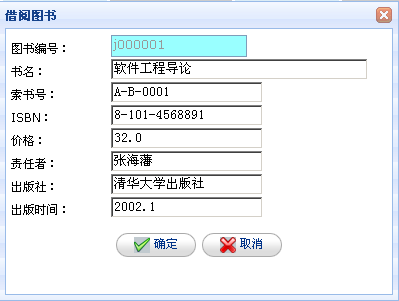 借阅图书
图书编号： j000001
书名： 软件工程导论
索书号： A-B-0001
ISBN： 8-101-4568891
价格： 32.0
责任者： 张海藩
出版社： 清华大学出版社
出版时间： 2002.1
确定 取消